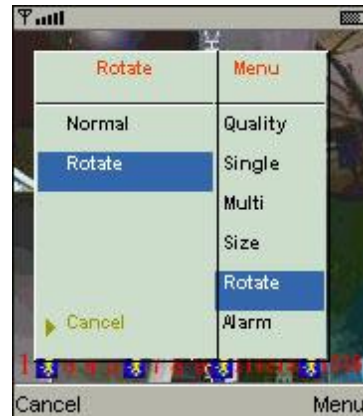 Rotate
Normal
Rotate
Cancel
Menu
Quality
Single
Multi
Size
Rotate
Alarm
Cancel
Menu